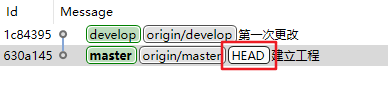 Id Message
1c84395 develop origin/develop 第一次更改
630a145 master origin/master HEAD 建立工程